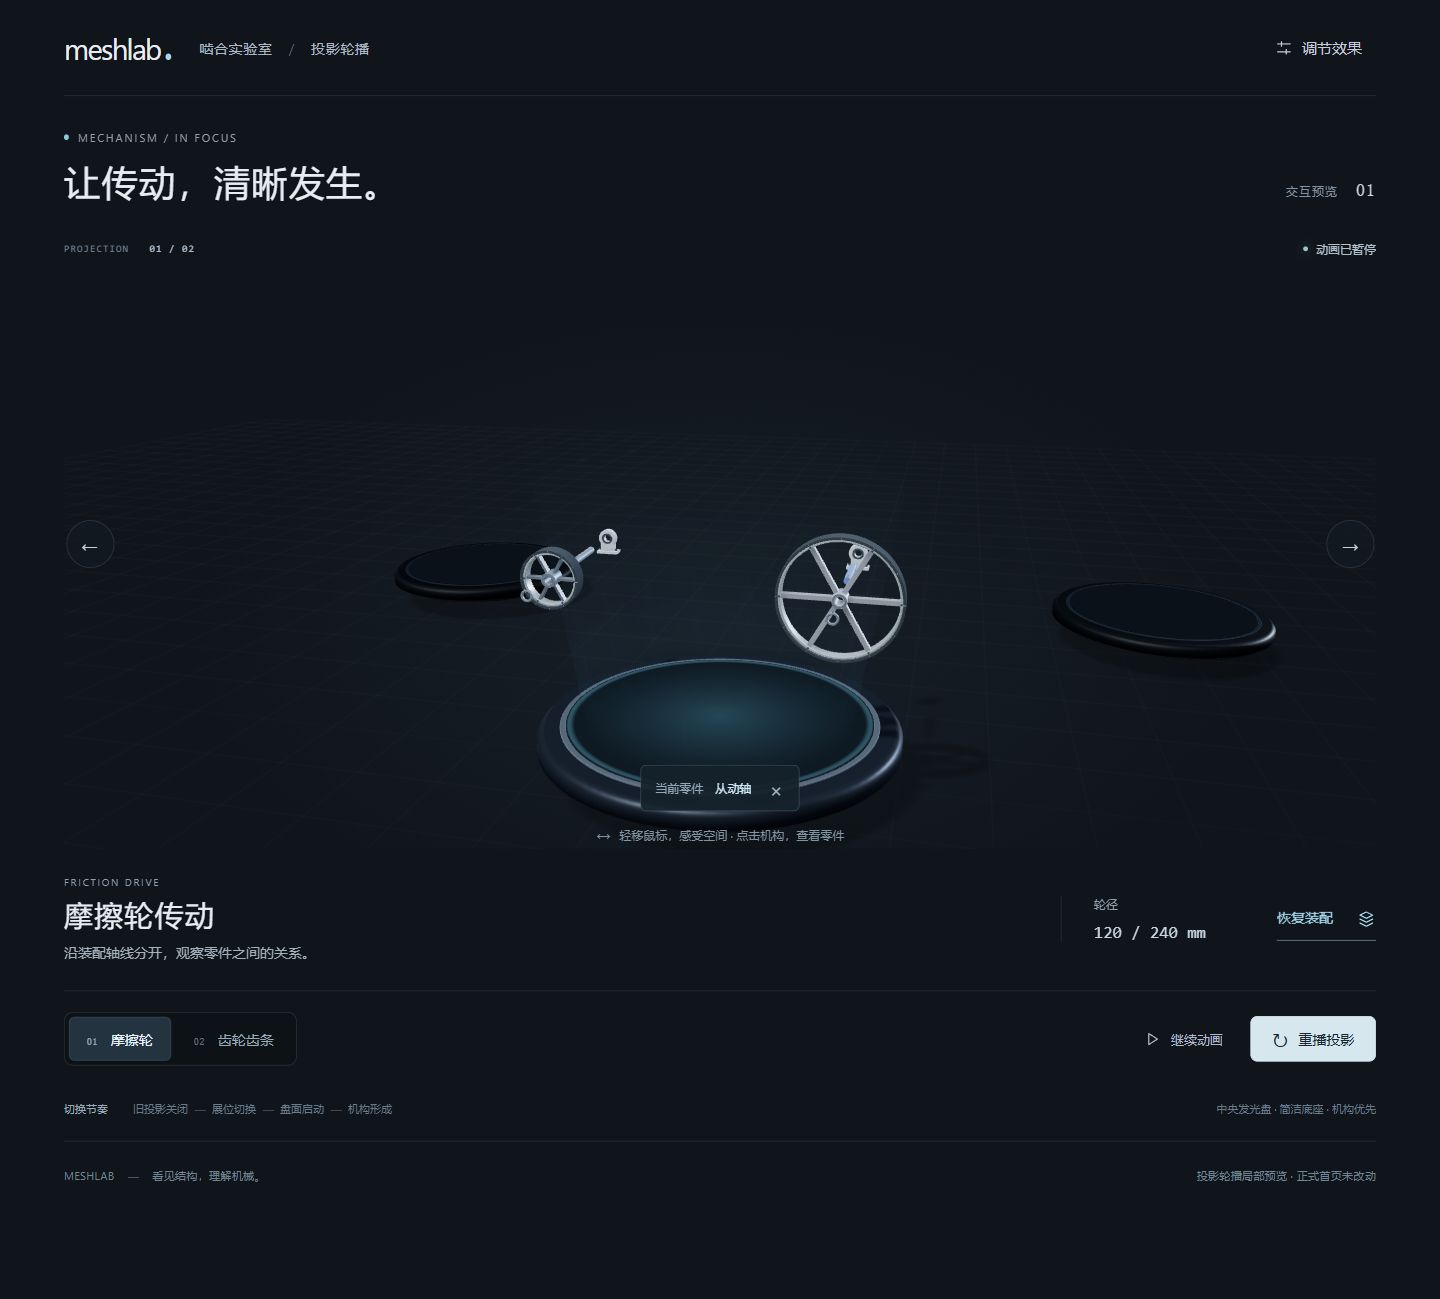 meshlab. 啮合实验室 / 投影轮播
调节效果
MECHANISM / IN FOCUS
让传动，清晰发生。
交互预览 01
PROJECTION 01 / 02
动画已暂停
←
→
当前零件 从动轴 ×
↔ 轻移鼠标，感受空间 · 点击机构，查看零件
FRICTION DRIVE
摩擦轮传动
沿装配轴线分开，观察零件之间的关系。
轮径
120 / 240 mm
恢复装配
01 摩擦轮 02 齿轮齿条
继续动画
重播投影
切换节奏 旧投影关闭 — 展位切换 — 盘面启动 — 机构形成
中央发光盘 · 简洁底座 · 机构优先
MESHLAB — 看见结构，理解机械。
投影轮播局部预览 · 正式首页未改动